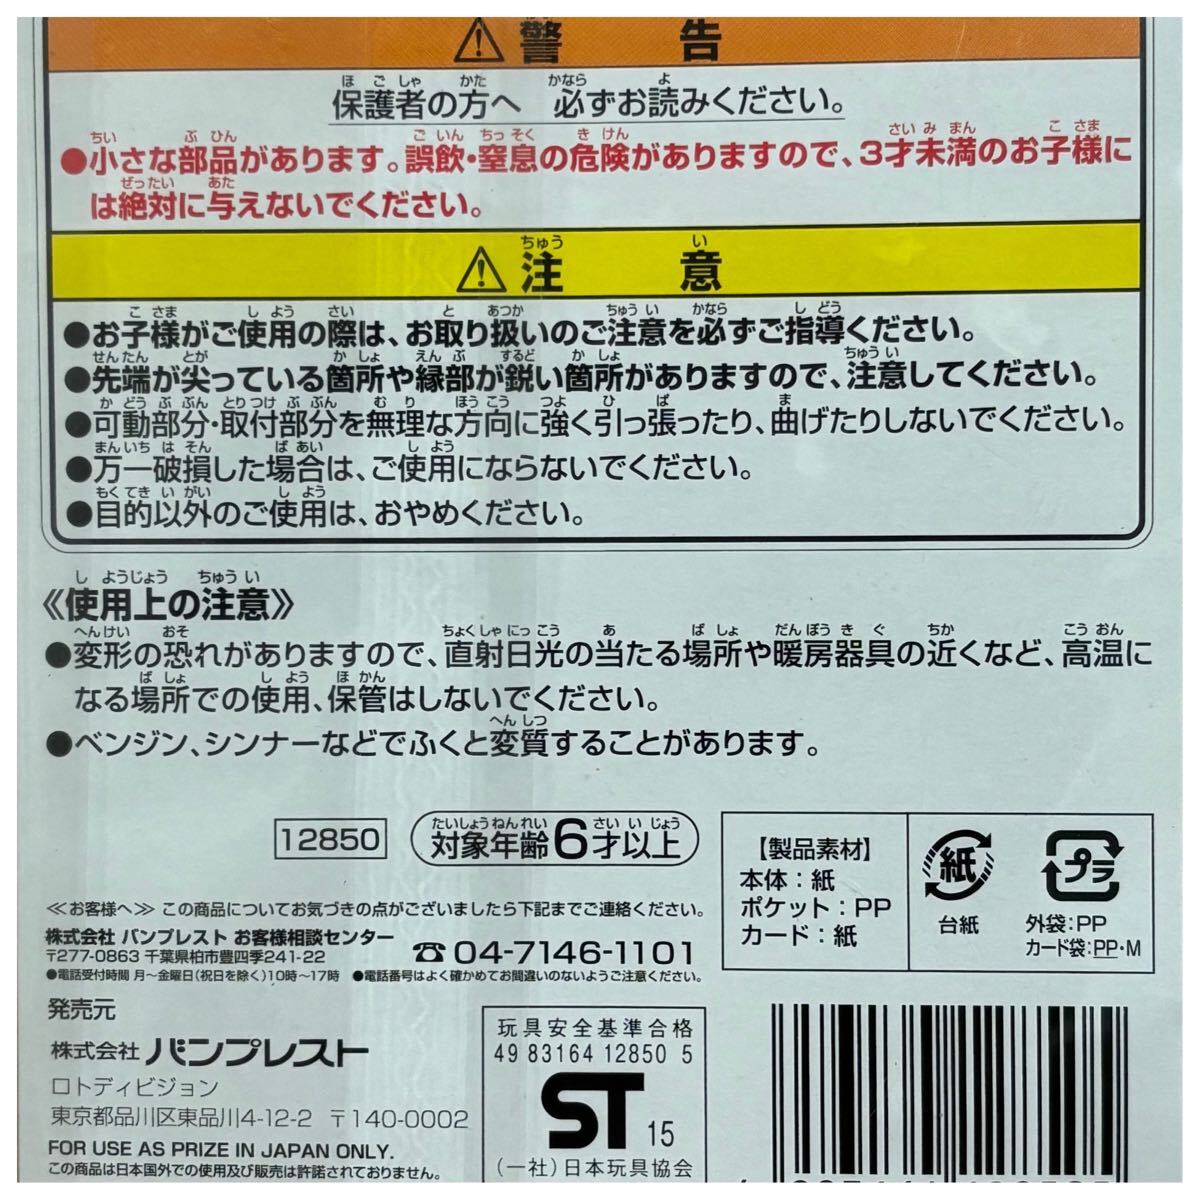 警告
保護者の方へ 必ずお読みください。
●小さな部品があります。誤飲・窒息の危険がありますので、3才未満のお子様に
は絶対に与えないでください。
注意
●お子様がご使用の際は、お取り扱いのご注意を必ずご指導ください。
●先端が尖っている箇所や縁部が鋭い箇所がありますので、注意してください。
●可動部分・取付部分を無理な方向に強く引っ張ったり、曲げたりしないでください。
●万一破損した場合は、ご使用にならないでください。
●目的以外のご使用は、おやめください。
《使用上の注意》
●変形の恐れがありますので、直射日光の当たる場所や暖房器具の近くなど、高温に
なる場所での使用、保管はしないでください。
●ベンジン、シンナーなどでふくと変質することがあります。
12850
対象年齢6才以上
【製品素材】
本体：紙
ポケット：PP
カード：紙
紙
台紙
プラ
外袋：PP
カード袋：PP・M
≪お客様へ≫ この商品についてお気づきの点がございましたら下記までご連絡ください。
株式会社 バンプレスト お客様相談センター
〒277-0863 千葉県柏市豊四季241-22
☎04-7146-1101
●電話受付時間 月～金曜日(祝日を除く)10時～17時 ●電話番号はよく確かめてお間違いのないようご注意ください。
発売元
株式会社 バンプレスト
ロトディビジョン
東京都品川区東品川4-12-2 〒140-0002
FOR USE AS PRIZE IN JAPAN ONLY.
この商品は日本国外での使用及び販売は許諾されておりません。
玩具安全基準合格
49 83164 12850 5
ST 15
(一社)日本玩具協会